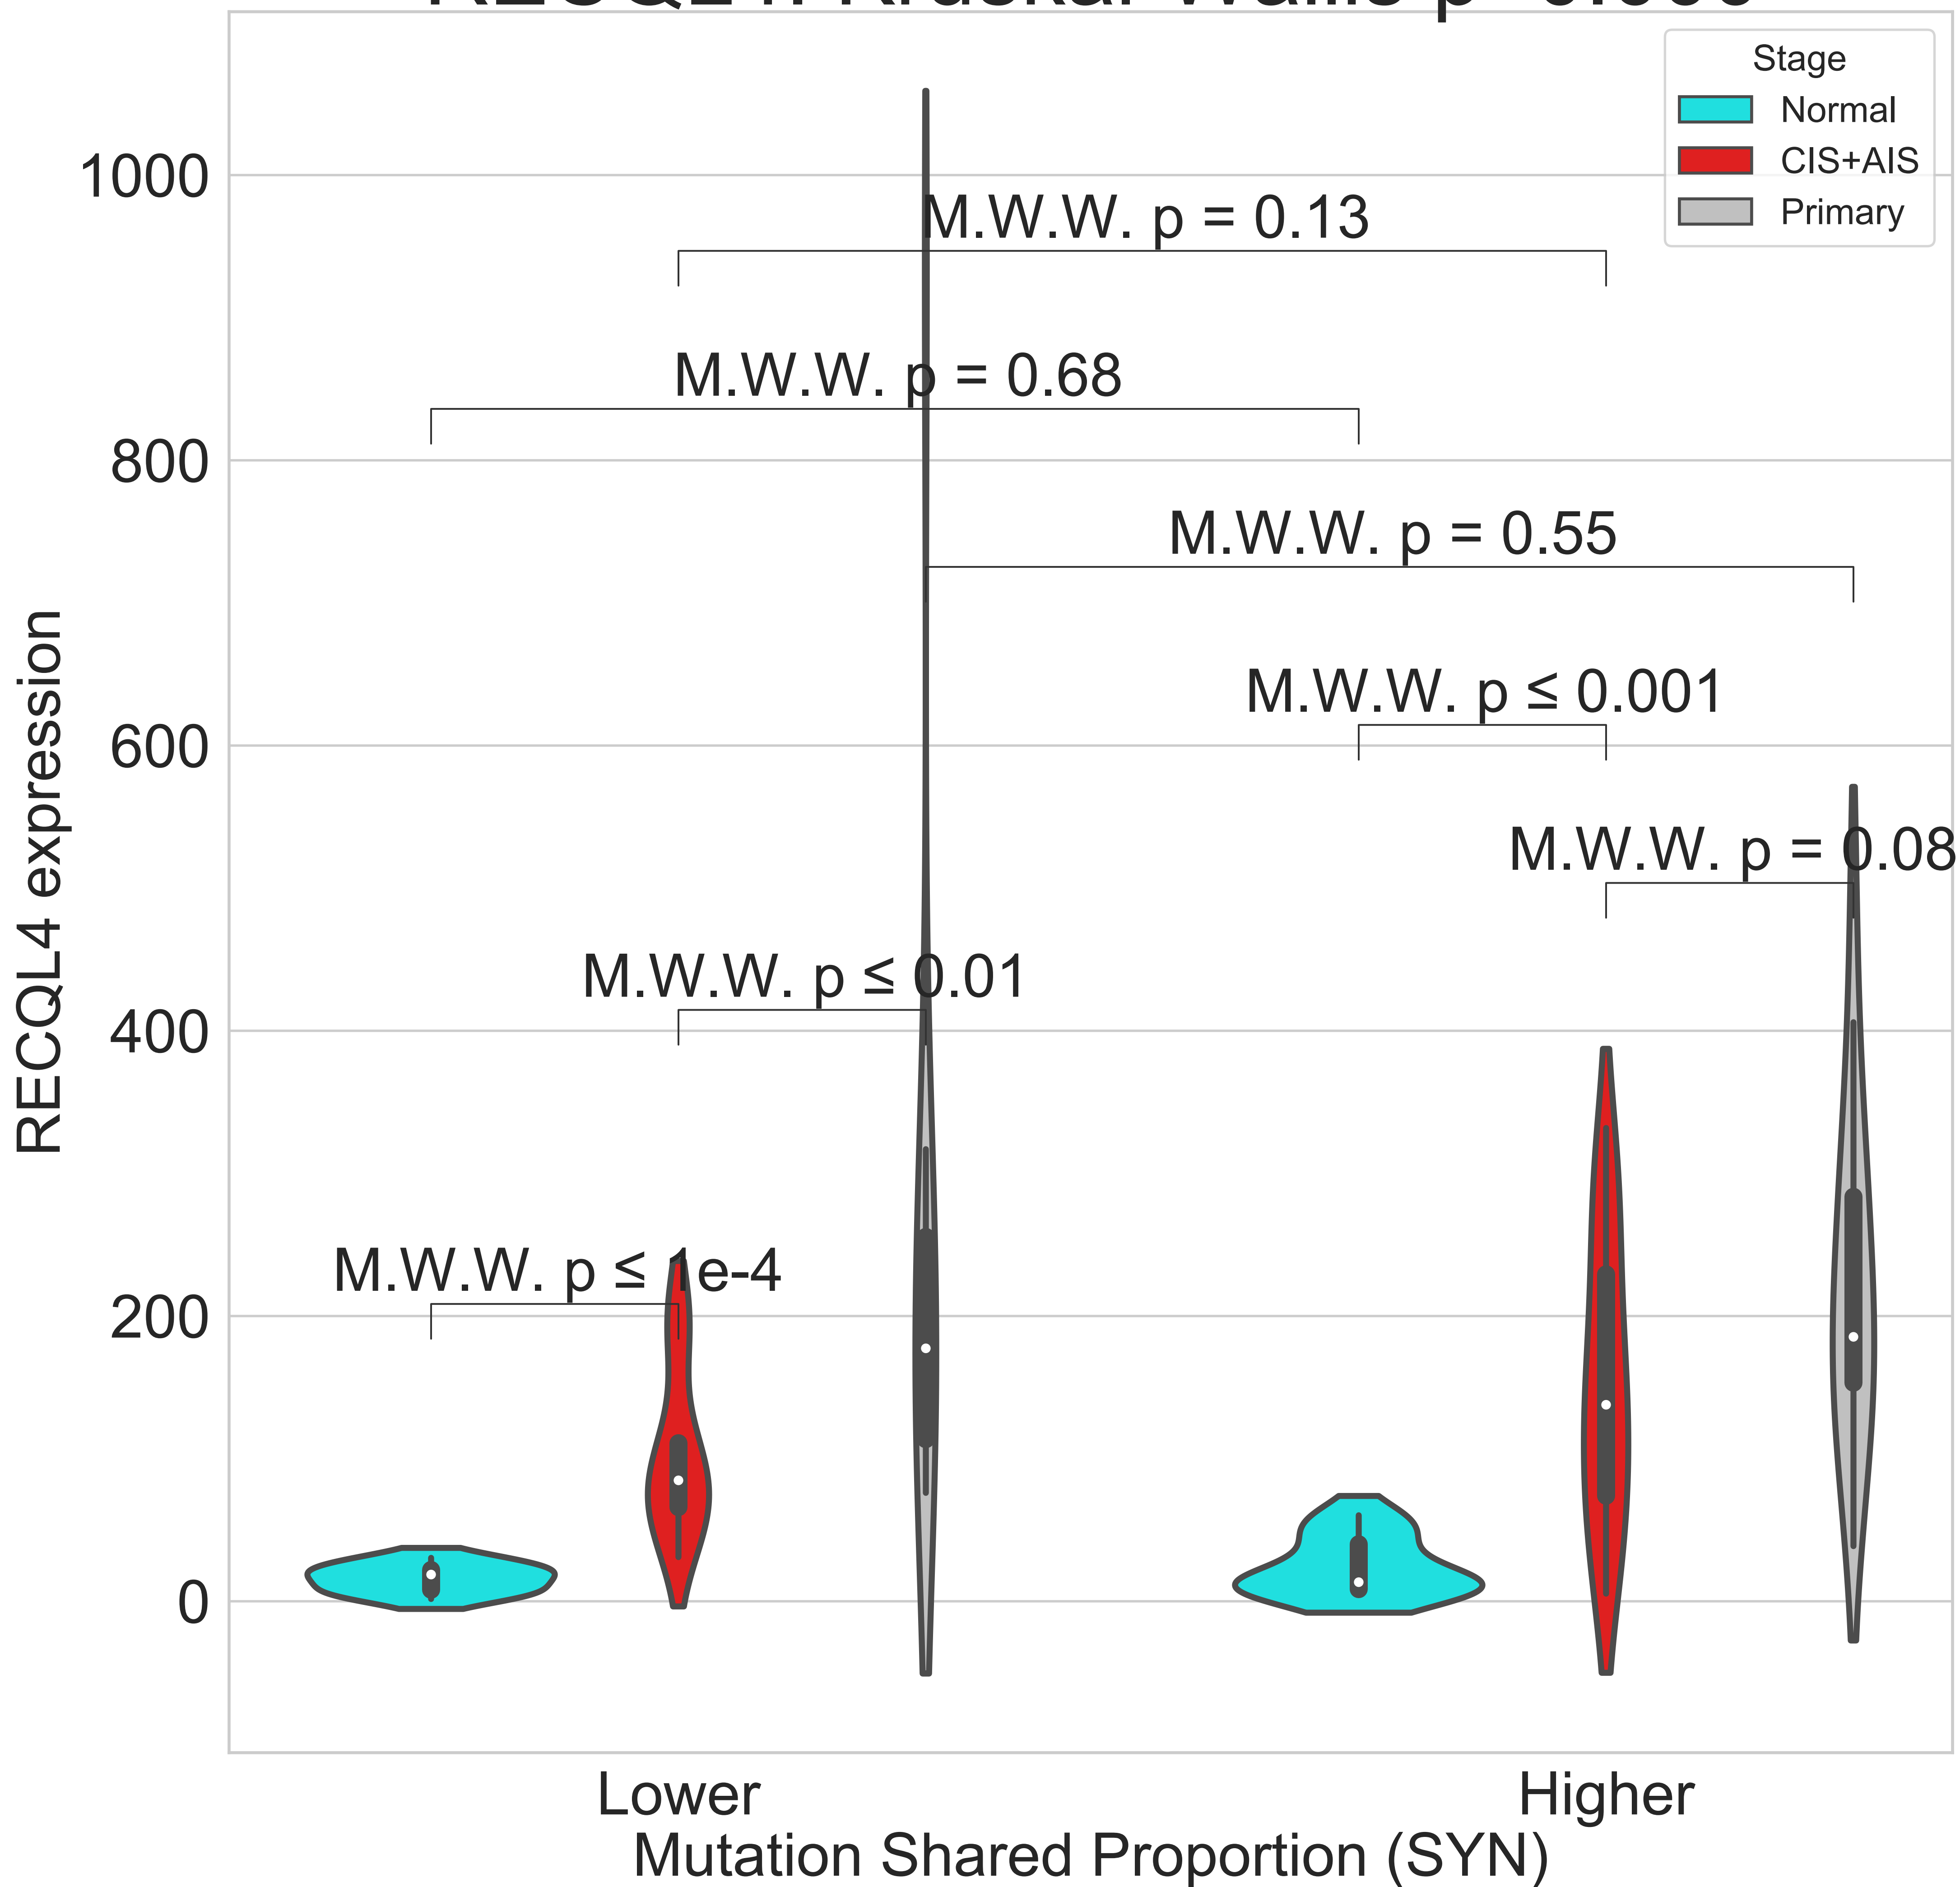 Stage
Normal
CIS+AIS
Primary
1000
800
600
400
200
0
RECQL4 expression
M.W.W. p = 0.13
M.W.W. p = 0.68
M.W.W. p = 0.55
M.W.W. p ≤ 0.001
M.W.W. p = 0.08
M.W.W. p ≤ 0.01
M.W.W. p ≤ 1e-4
Lower
Higher
Mutation Shared Proportion (SYN)